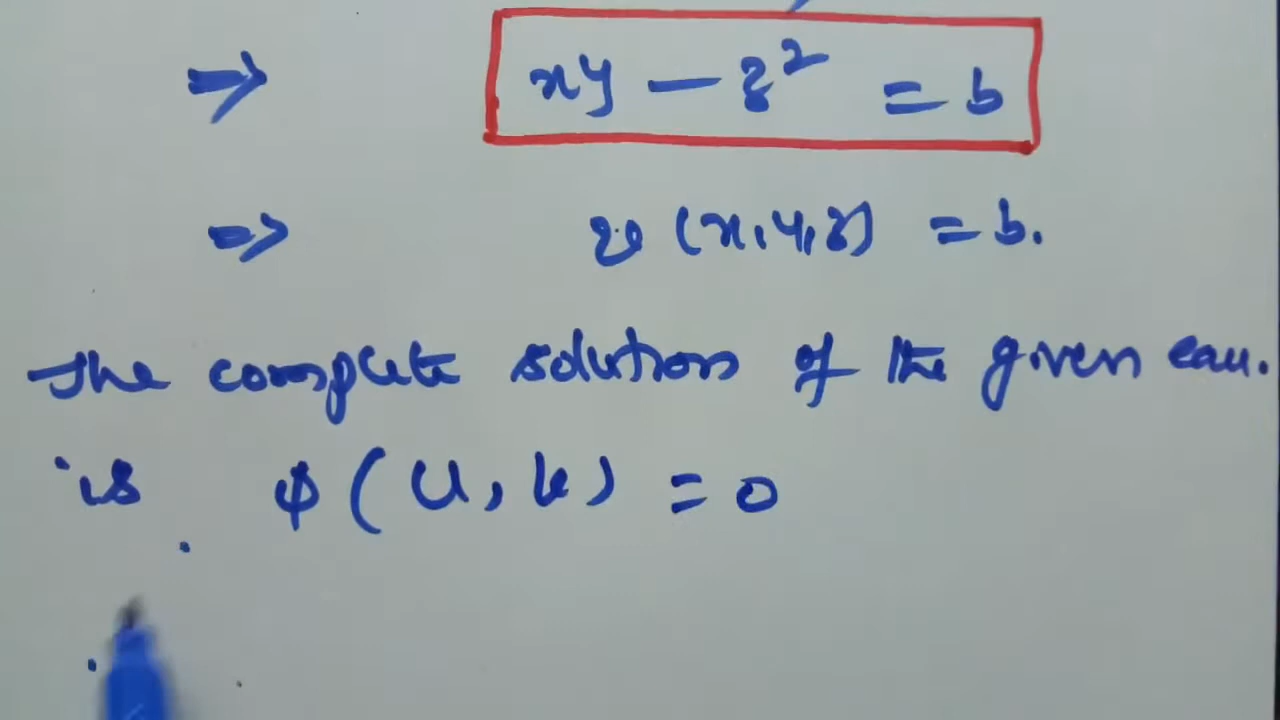 ⇒ xy − z² = b
⇒ v (x,y,z) = b.
The complete solution of the given eqn.
is φ(u, v) = 0